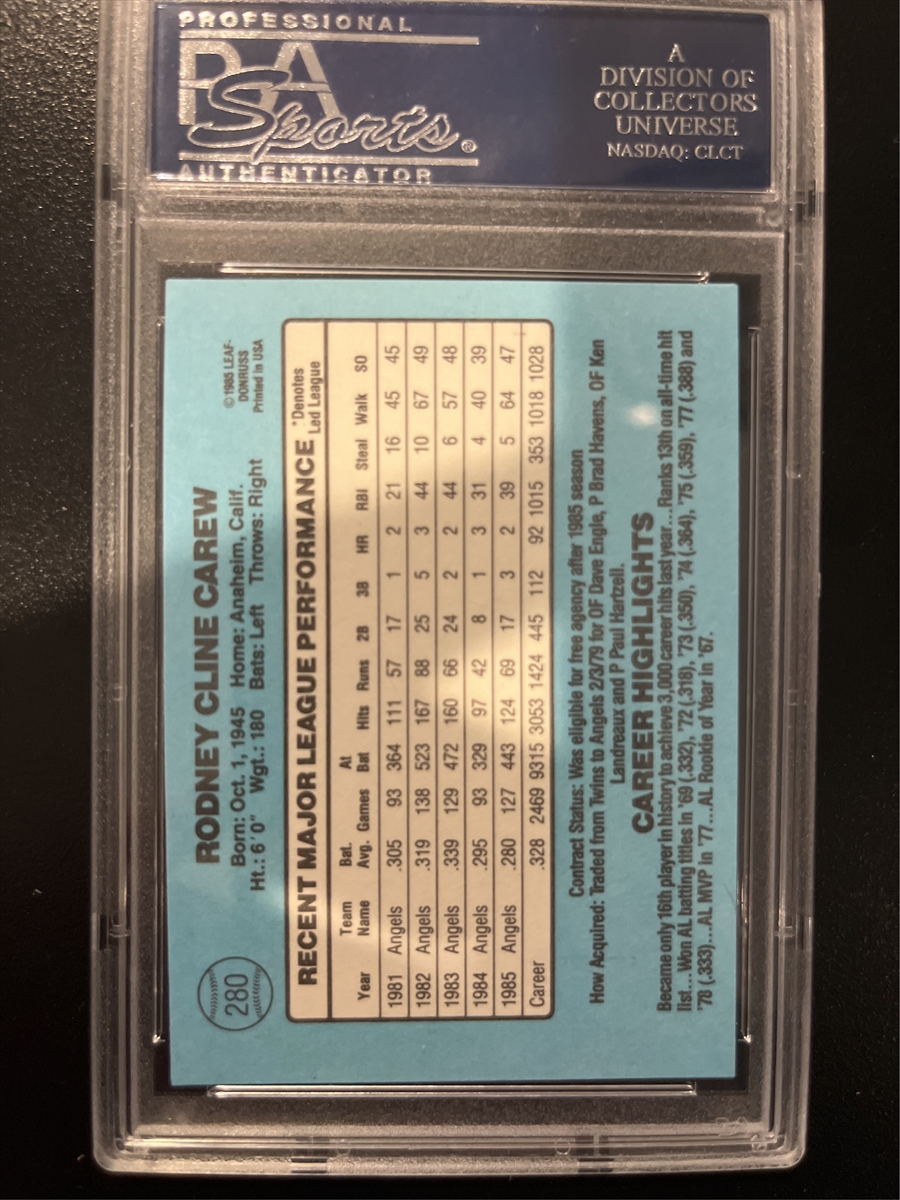 PROFESSIONAL
PSA
Sports®
AUTHENTICATOR
A
DIVISION OF
COLLECTORS
UNIVERSE
NASDAQ: CLCT
280
RODNEY CLINE CAREW
Born: Oct. 1, 1945 Home: Anaheim, Calif.
Ht.: 6'0" Wgt.: 180 Bats: Left Throws: Right
© 1985 LEAF-
DONRUSS
Printed in USA
RECENT MAJOR LEAGUE PERFORMANCE *Denotes
Led League
Year Team Name Bat. Avg. Games At Bat Hits Runs 2B 3B HR RBI Steal Walk SO
1981 Angels .305 93 364 111 57 17 1 2 21 16 45 45
1982 Angels .319 138 523 167 88 25 5 3 44 10 67 49
1983 Angels .339 129 472 160 66 24 2 2 44 6 57 48
1984 Angels .295 93 329 97 42 8 1 3 31 4 40 39
1985 Angels .280 127 443 124 69 17 3 2 39 5 64 47
Career .328 2469 9315 3053 1424 445 112 92 1015 353 1018 1028
Contract Status: Was eligible for free agency after 1985 season
How Acquired: Traded from Twins to Angels 2/3/79 for OF Dave Engle, P Brad Havens, OF Ken
Landreaux and P Paul Hartzell.
CAREER HIGHLIGHTS
Became only 16th player in history to achieve 3,000 career hits last year...Ranks 13th on all-time hit
list...Won AL batting titles in '69 (.332), '72 (.318), '73 (.350), '74 (.364), '75 (.359), '77 (.388) and
'78 (.333)...AL MVP in '77...AL Rookie of Year in '67.